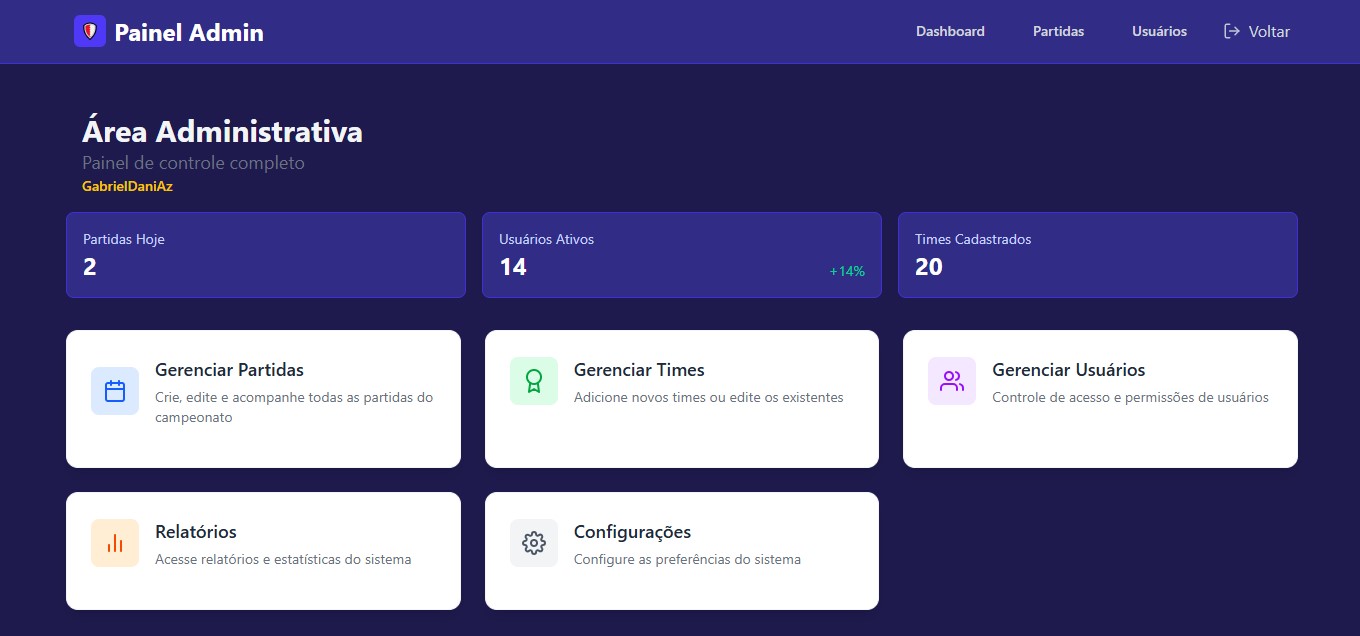 Painel Admin
Dashboard
Partidas
Usuários
Voltar
Área Administrativa
Painel de controle completo
GabrielDaniAz
Partidas Hoje
2
Usuários Ativos
14
+14%
Times Cadastrados
20
Gerenciar Partidas
Crie, edite e acompanhe todas as partidas do
campeonato
Gerenciar Times
Adicione novos times ou edite os existentes
Gerenciar Usuários
Controle de acesso e permissões de usuários
Relatórios
Acesse relatórios e estatísticas do sistema
Configurações
Configure as preferências do sistema